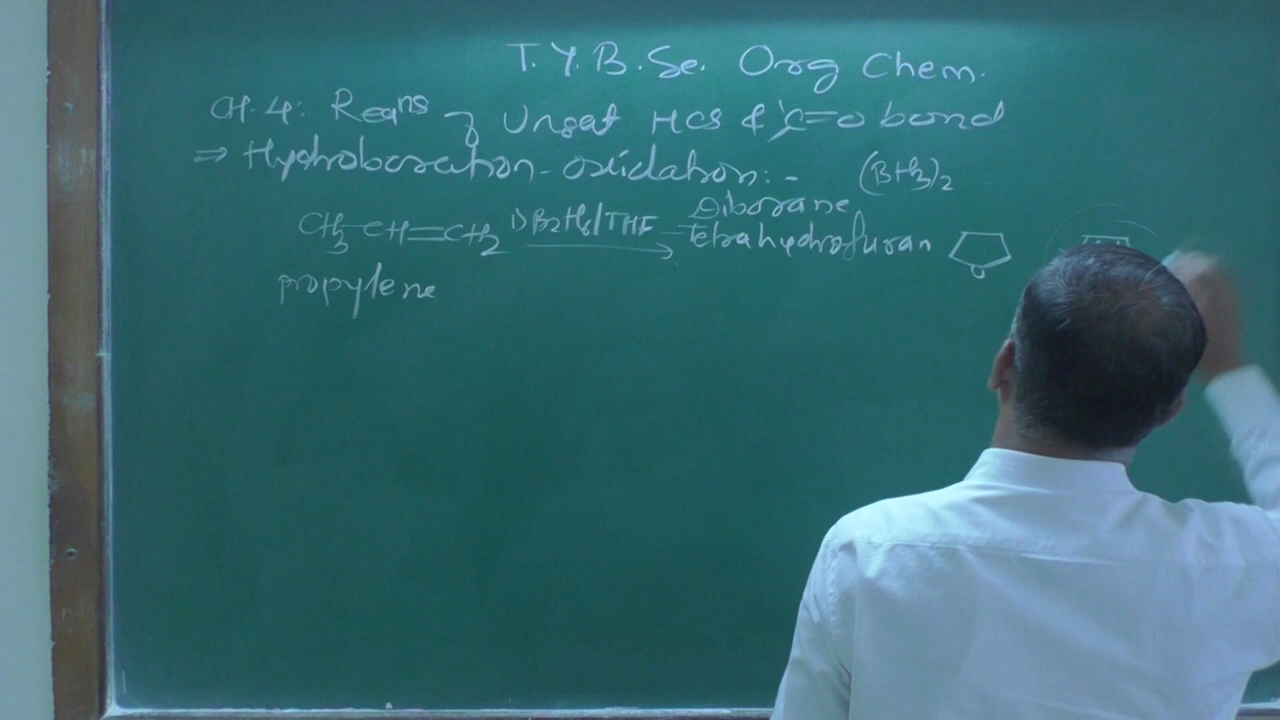 T.Y.B.Sc. Org Chem.
CH. 4: Reaⁿs of Unsat HCS & >C=O bond
⇒ Hydroboration-oxidation:- (BH3)2
CH3-CH=CH2 1) B2H6/THF → Diborane
Tetrahydrofuran O
propylene